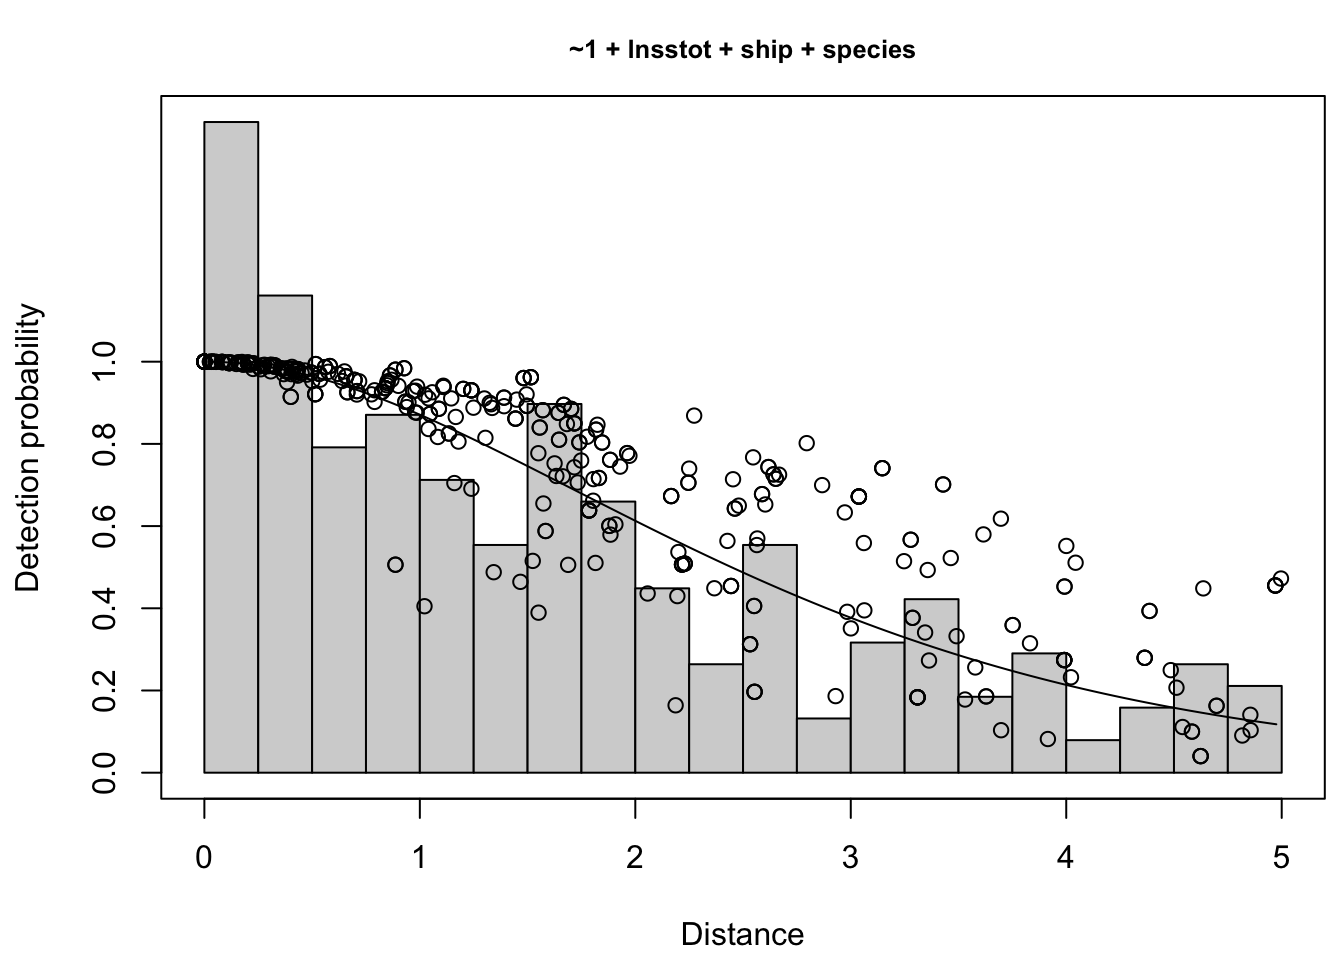 ~1 + lnsstot + ship + species
Detection probability
1.0
0.8
0.6
0.4
0.2
0.0
0 1 2 3 4 5
Distance